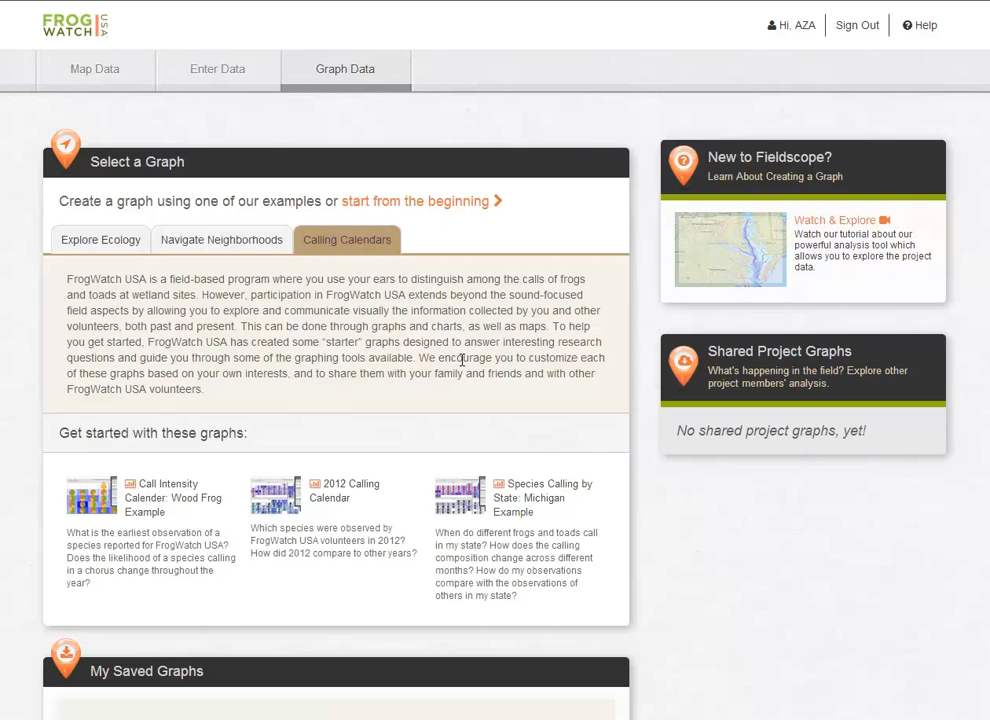 FROG WATCH USA
Hi, AZA
Sign Out
Help
Map Data
Enter Data
Graph Data
Select a Graph
Create a graph using one of our examples or start from the beginning
Explore Ecology
Navigate Neighborhoods
Calling Calendars
FrogWatch USA is a field-based program where you use your ears to distinguish among the calls of frogs
and toads at wetland sites. However, participation in FrogWatch USA extends beyond the sound-focused
field aspects by allowing you to explore and communicate visually the information collected by you and other
volunteers, both past and present. This can be done through graphs and charts, as well as maps. To help
you get started, FrogWatch USA has created some “starter” graphs designed to answer interesting research
questions and guide you through some of the graphing tools available. We encourage you to customize each
of these graphs based on your own interests, and to share them with your family and friends and with other
FrogWatch USA volunteers.
Get started with these graphs:
Call Intensity
Calender: Wood Frog
Example
What is the earliest observation of a
species reported for FrogWatch USA?
Does the likelihood of a species calling
in a chorus change throughout the
year?
2012 Calling
Calendar
Which species were observed by
FrogWatch USA volunteers in 2012?
How did 2012 compare to other years?
Species Calling by
State: Michigan
Example
When do different frogs and toads call
in my state? How does the calling
composition change across different
months? How do my observations
compare with the observations of
others in my state?
My Saved Graphs
New to Fieldscope?
Learn About Creating a Graph
Watch & Explore
Watch our tutorial about our
powerful analysis tool which
allows you to explore the project
data.
Shared Project Graphs
What's happening in the field? Explore other
project members' analysis.
No shared project graphs, yet!